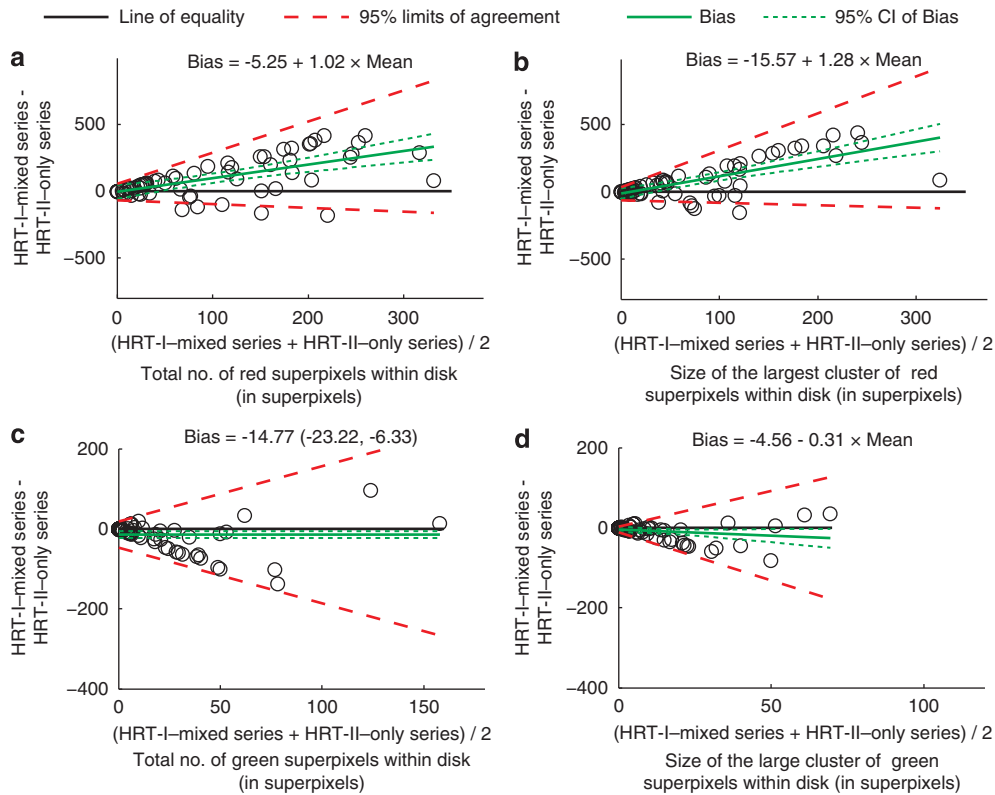 Line of equality 95% limits of agreement Bias 95% CI of Bias
a
Bias = -5.25 + 1.02 × Mean
HRT-I–mixed series -
HRT-II–only series
500
0
−500
0 100 200 300
(HRT-I–mixed series + HRT-II–only series) / 2
Total no. of red superpixels within disk
(in superpixels)
b
Bias = -15.57 + 1.28 × Mean
HRT-I–mixed series -
HRT-II–only series
500
0
−500
0 100 200 300
(HRT-I–mixed series + HRT-II–only series) / 2
Size of the largest cluster of red
superpixels within disk (in superpixels)
c
Bias = -14.77 (-23.22, -6.33)
HRT-I–mixed series -
HRT-II–only series
200
0
−200
−400
0 50 100 150
(HRT-I–mixed series + HRT-II–only series) / 2
Total no. of green superpixels within disk
(in superpixels)
d
Bias = -4.56 - 0.31 × Mean
HRT-I–mixed series -
HRT-II–only series
200
0
−200
−400
0 50 100
(HRT-I–mixed series + HRT-II–only series) / 2
Size of the large cluster of green
superpixels within disk (in superpixels)